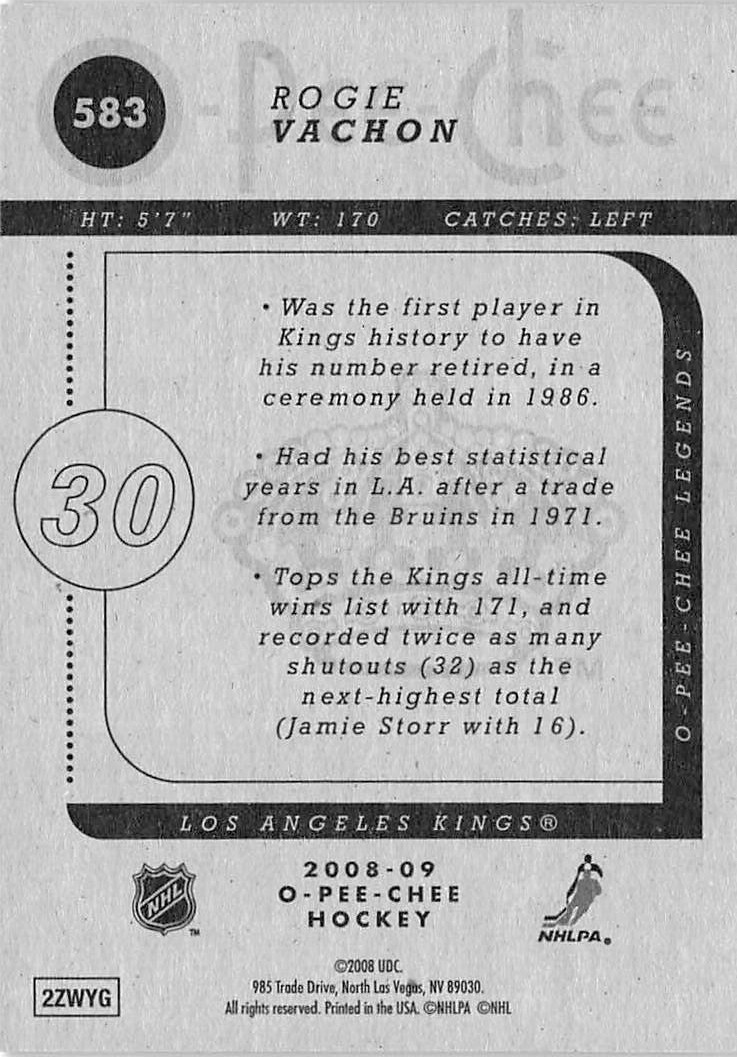 O-Pee-Chee
583
ROGIE
VACHON
HT: 5'7" WT: 170 CATCHES: LEFT
• Was the first player in
Kings history to have
his number retired, in a
ceremony held in 1986.
• Had his best statistical
years in L.A. after a trade
from the Bruins in 1971.
• Tops the Kings all-time
wins list with 171, and
recorded twice as many
shutouts (32) as the
next-highest total
(Jamie Storr with 16).
30
O-PEE-CHEE LEGENDS
LOS ANGELES KINGS®
NHL
TM
2008-09
O-PEE-CHEE
HOCKEY
NHLPA®
©2008 UDC.
985 Trade Drive, North Las Vegas, NV 89030.
All rights reserved. Printed in the USA. ©NHLPA ©NHL
2ZWYG